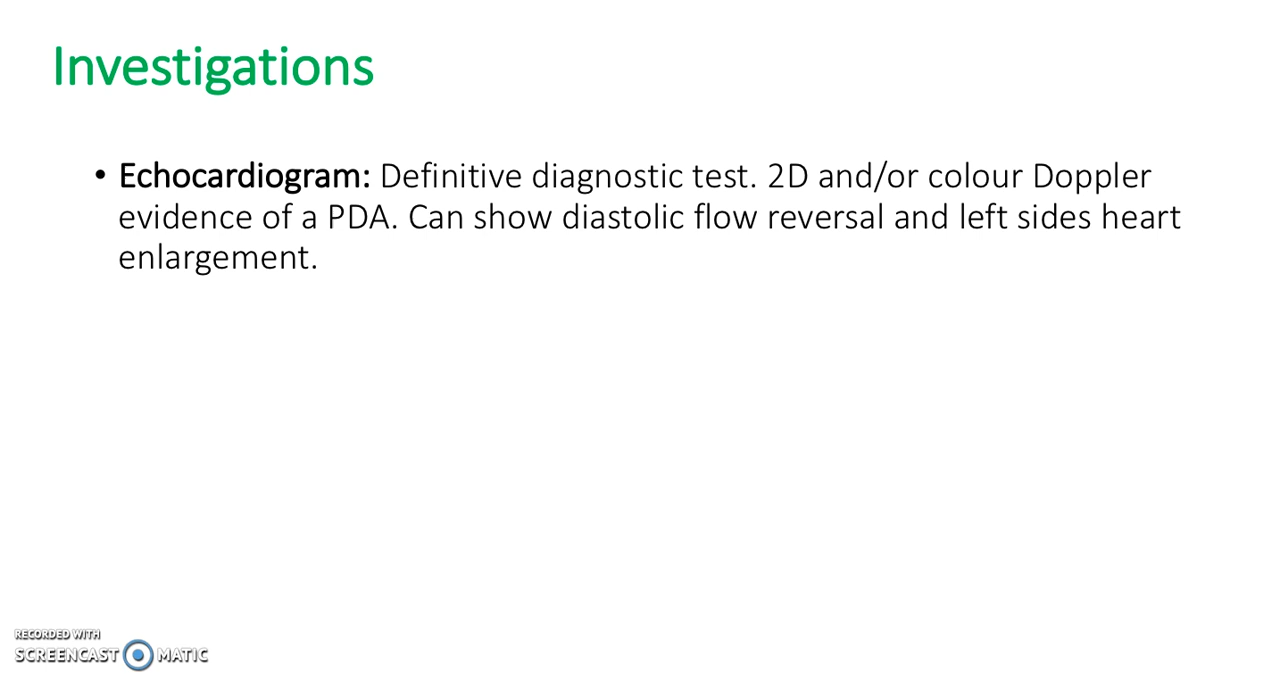 Investigations
• Echocardiogram: Definitive diagnostic test. 2D and/or colour Doppler
evidence of a PDA. Can show diastolic flow reversal and left sides heart
enlargement.
RECORDED WITH
SCREENCAST MATIC